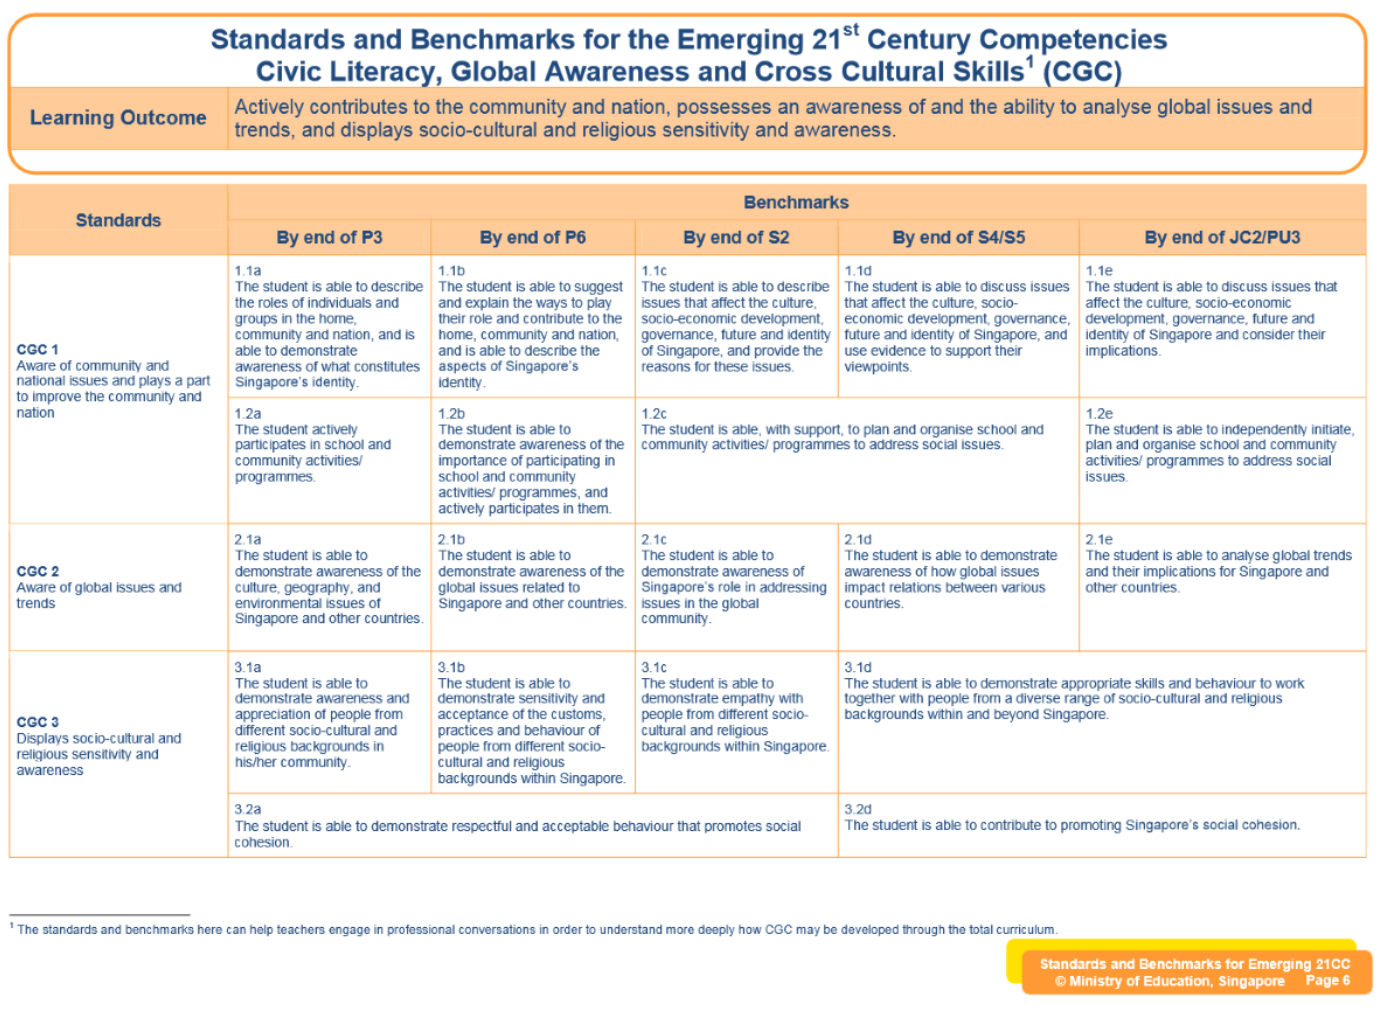 Standards and Benchmarks for the Emerging 21st Century Competencies
Civic Literacy, Global Awareness and Cross Cultural Skills1 (CGC)
Learning Outcome
Actively contributes to the community and nation, possesses an awareness of and the ability to analyse global issues and
trends, and displays socio-cultural and religious sensitivity and awareness.
Standards
Benchmarks
By end of P3
By end of P6
By end of S2
By end of S4/S5
By end of JC2/PU3
CGC 1
Aware of community and
national issues and plays a part
to improve the community and
nation
1.1a
The student is able to describe
the roles of individuals and
groups in the home,
community and nation, and is
able to demonstrate
awareness of what constitutes
Singapore's identity.
1.1b
The student is able to suggest
and explain the ways to play
their role and contribute to the
home, community and nation,
and is able to describe the
aspects of Singapore's
identity.
1.1c
The student is able to describe
issues that affect the culture,
socio-economic development,
governance, future and identity
of Singapore, and provide the
reasons for these issues.
1.1d
The student is able to discuss issues
that affect the culture, socio-
economic development, governance,
future and identity of Singapore, and
use evidence to support their
viewpoints.
1.1e
The student is able to discuss issues that
affect the culture, socio-economic
development, governance, future and
identity of Singapore and consider their
implications.
1.2a
The student actively
participates in school and
community activities/
programmes.
1.2b
The student is able to
demonstrate awareness of the
importance of participating in
school and community
activities/ programmes, and
actively participates in them.
1.2c
The student is able, with support, to plan and organise school and
community activities/ programmes to address social issues.
1.2e
The student is able to independently initiate,
plan and organise school and community
activities/ programmes to address social
issues.
CGC 2
Aware of global issues and
trends
2.1a
The student is able to
demonstrate awareness of the
culture, geography, and
environmental issues of
Singapore and other countries.
2.1b
The student is able to
demonstrate awareness of the
global issues related to
Singapore and other countries.
2.1c
The student is able to
demonstrate awareness of
Singapore's role in addressing
issues in the global
community.
2.1d
The student is able to demonstrate
awareness of how global issues
impact relations between various
countries.
2.1e
The student is able to analyse global trends
and their implications for Singapore and
other countries.
CGC 3
Displays socio-cultural and
religious sensitivity and
awareness
3.1a
The student is able to
demonstrate awareness and
appreciation of people from
different socio-cultural and
religious backgrounds in
his/her community.
3.1b
The student is able to
demonstrate sensitivity and
acceptance of the customs,
practices and behaviour of
people from different socio-
cultural and religious
backgrounds within Singapore.
3.1c
The student is able to
demonstrate empathy with
people from different socio-
cultural and religious
backgrounds within Singapore.
3.1d
The student is able to demonstrate appropriate skills and behaviour to work
together with people from a diverse range of socio-cultural and religious
backgrounds within and beyond Singapore.
3.2a
The student is able to demonstrate respectful and acceptable behaviour that promotes social
cohesion.
3.2d
The student is able to contribute to promoting Singapore's social cohesion.
1 The standards and benchmarks here can help teachers engage in professional conversations in order to understand more deeply how CGC may be developed through the total curriculum.
Standards and Benchmarks for Emerging 21CC
© Ministry of Education, Singapore Page 6